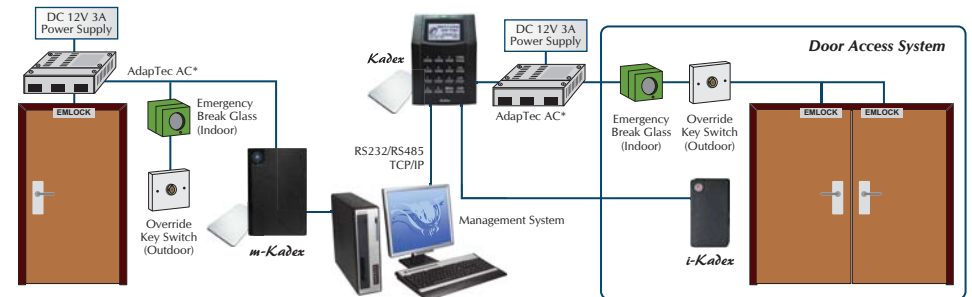 DC 12V 3A
Power Supply
AdapTec AC*
EMLOCK
Emergency
Break Glass
(Indoor)
Override
Key Switch
(Outdoor)
m-Kadex
Kadex
RS232/RS485
TCP/IP
Management System
DC 12V 3A
Power Supply
AdapTec AC*
Door Access System
Emergency
Break Glass
(Indoor)
Override
Key Switch
(Outdoor)
EMLOCK
EMLOCK
i-Kadex